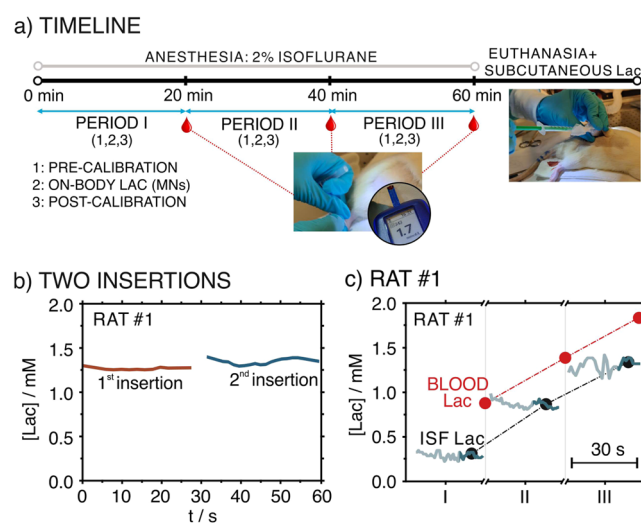 a) TIMELINE
ANESTHESIA: 2% ISOFLURANE
EUTHANASIA+
SUBCUTANEOUS Lac
0 min
20 min
40 min
60 min
PERIOD I
(1,2,3)
PERIOD II
(1,2,3)
PERIOD III
(1,2,3)
1: PRE-CALIBRATION
2: ON-BODY LAC (MNs)
3: POST-CALIBRATION
1.7
b) TWO INSERTIONS
RAT #1
[Lac] / mM
2.0
1.5
1.0
0.5
0.0
1st insertion
2nd insertion
0 10 20 30 40 50 60
t / s
c) RAT #1
RAT #1
[Lac] / mM
2.0
1.5
1.0
0.5
0.0
BLOOD
Lac
ISF Lac
30 s
I II III